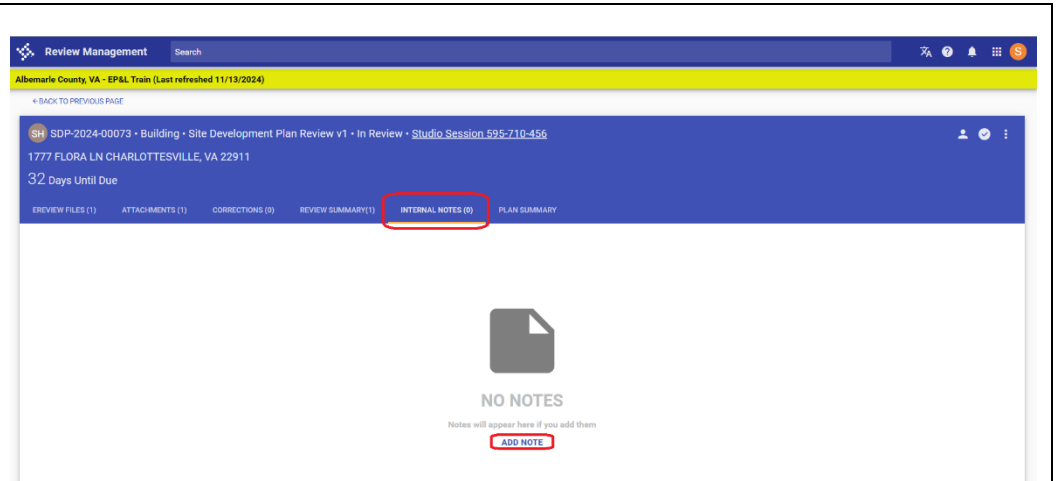 Review Management
Search
S
Albemarle County, VA - EP&L Train (Last refreshed 11/13/2024)
BACK TO PREVIOUS PAGE
SH SDP-2024-00073 • Building • Site Development Plan Review v1 • In Review • Studio Session 595-710-456
1777 FLORA LN CHARLOTTESVILLE, VA 22911
32 Days Until Due
EREVIEW FILES (1) ATTACHMENTS (1) CORRECTIONS (0) REVIEW SUMMARY(1) INTERNAL NOTES (0) PLAN SUMMARY
NO NOTES
Notes will appear here if you add them
ADD NOTE